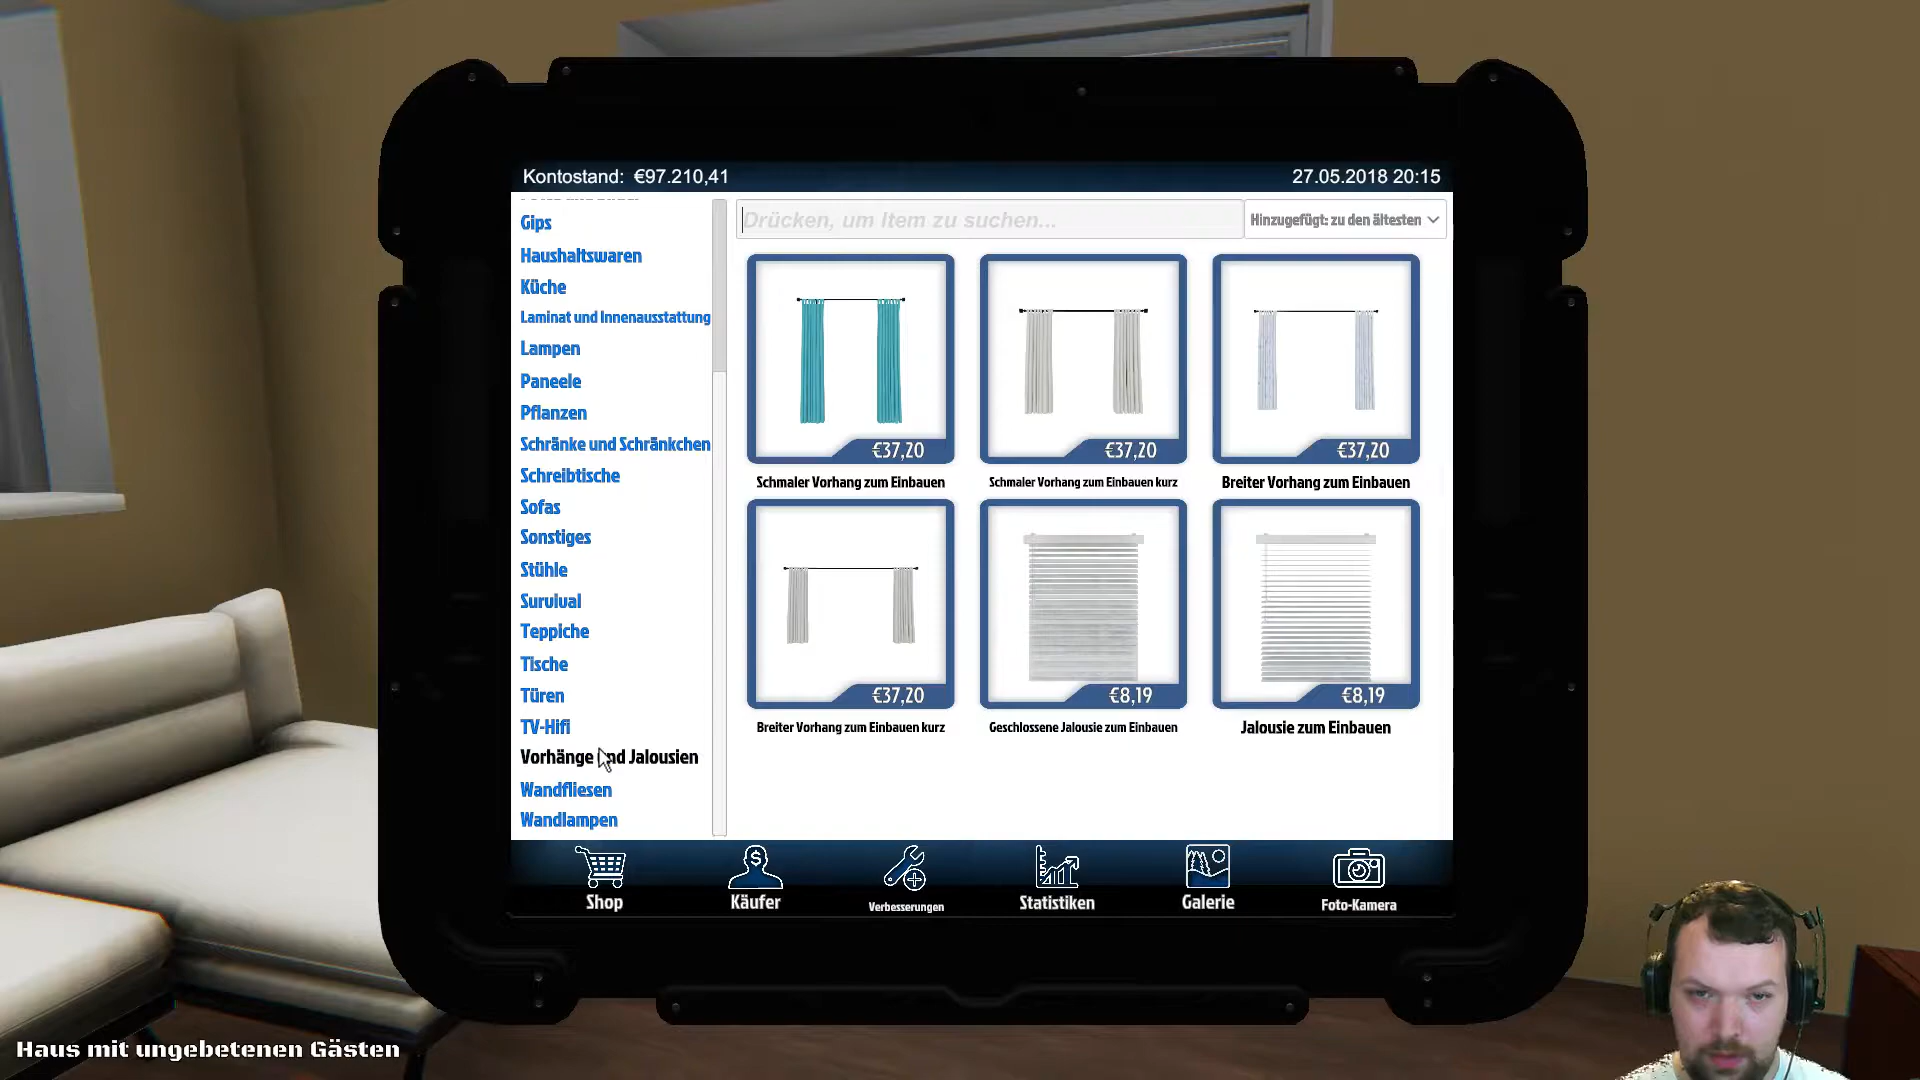 Kontostand: €97.210,41
27.05.2018 20:15
Gips
Haushaltswaren
Küche
Laminat und Innenausstattung
Lampen
Paneele
Pflanzen
Schränke und Schränkchen
Schreibtische
Sofas
Sonstiges
Stühle
Survival
Teppiche
Tische
Türen
TV-Hifi
Vorhänge und Jalousien
Wandfliesen
Wandlampen
Drücken, um Item zu suchen...
Hinzugefügt: zu den ältesten
€37,20
€37,20
€37,20
Schmaler Vorhang zum Einbauen
Schmaler Vorhang zum Einbauen kurz
Breiter Vorhang zum Einbauen
€37,20
€8,19
€8,19
Breiter Vorhang zum Einbauen kurz
Geschlossene Jalousie zum Einbauen
Jalousie zum Einbauen
Shop
Käufer
Verbesserungen
Statistiken
Galerie
Foto-Kamera
Haus mit ungebetenen Gästen